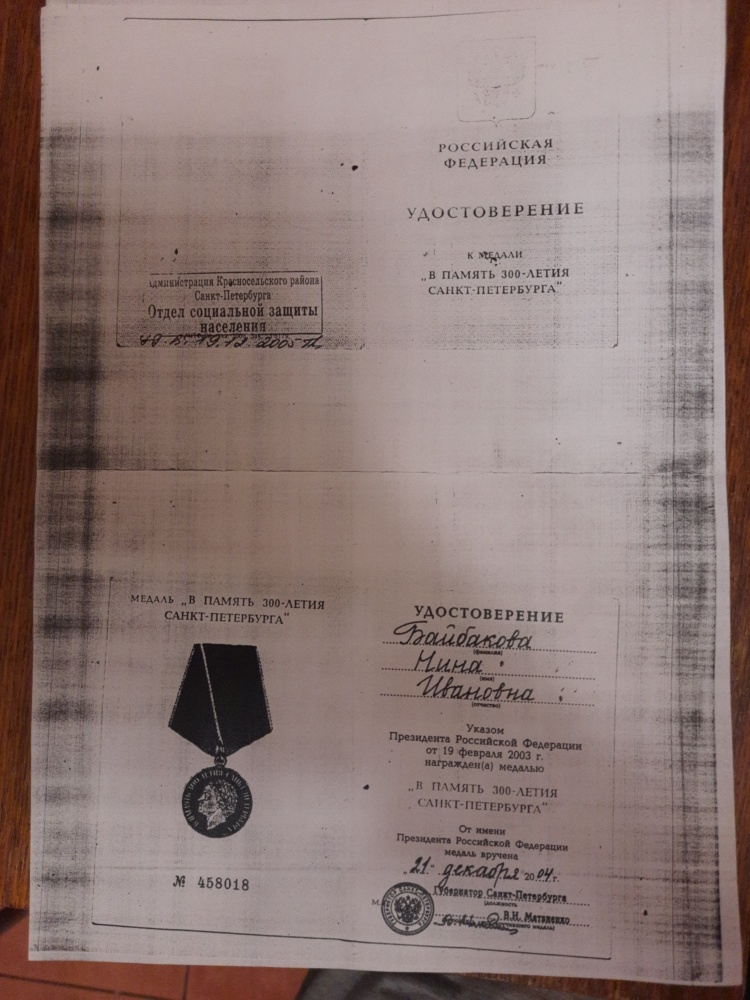 РОССИЙСКАЯ
ФЕДЕРАЦИЯ
УДОСТОВЕРЕНИЕ
К МЕДАЛИ
„В ПАМЯТЬ 300-ЛЕТИЯ
САНКТ-ПЕТЕРБУРГА"
Администрация Красносельского района
Санкт-Петербурга
Отдел социальной защиты
населения
19.12.2005
МЕДАЛЬ „В ПАМЯТЬ 300-ЛЕТИЯ
САНКТ-ПЕТЕРБУРГА"
№ 458018
УДОСТОВЕРЕНИЕ
Байбакова
(фамилия)
Нина
(имя)
Ивановна
(отчество)
Указом
Президента Российской Федерации
от 19 февраля 2003 г.
награжден(а) медалью
„В ПАМЯТЬ 300-ЛЕТИЯ
САНКТ-ПЕТЕРБУРГА"
От имени
Президента Российской Федерации
медаль вручена
„21" декабря 2004 г.
Губернатор Санкт-Петербурга
(должность
В.И. Матвиенко